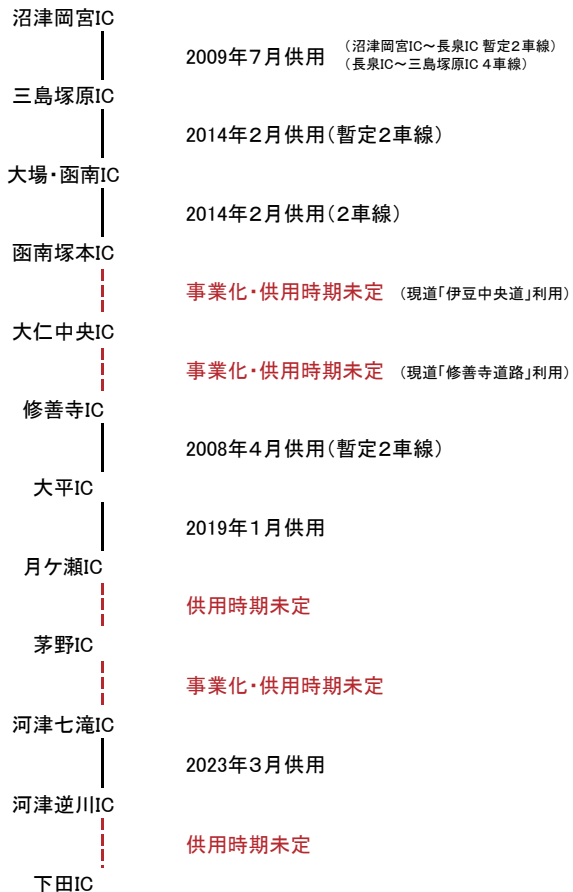 沼津岡宮IC
2009年7月供用
（沼津岡宮IC～長泉IC 暫定２車線）
（長泉IC～三島塚原IC ４車線）
三島塚原IC
2014年２月供用（暫定２車線）
大場・函南IC
2014年２月供用（２車線）
函南塚本IC
事業化・供用時期未定 （現道「伊豆中央道」利用）
大仁中央IC
事業化・供用時期未定 （現道「修善寺道路」利用）
修善寺IC
2008年４月供用（暫定２車線）
大平IC
2019年１月供用
月ケ瀬IC
供用時期未定
茅野IC
事業化・供用時期未定
河津七滝IC
2023年３月供用
河津逆川IC
供用時期未定
下田IC